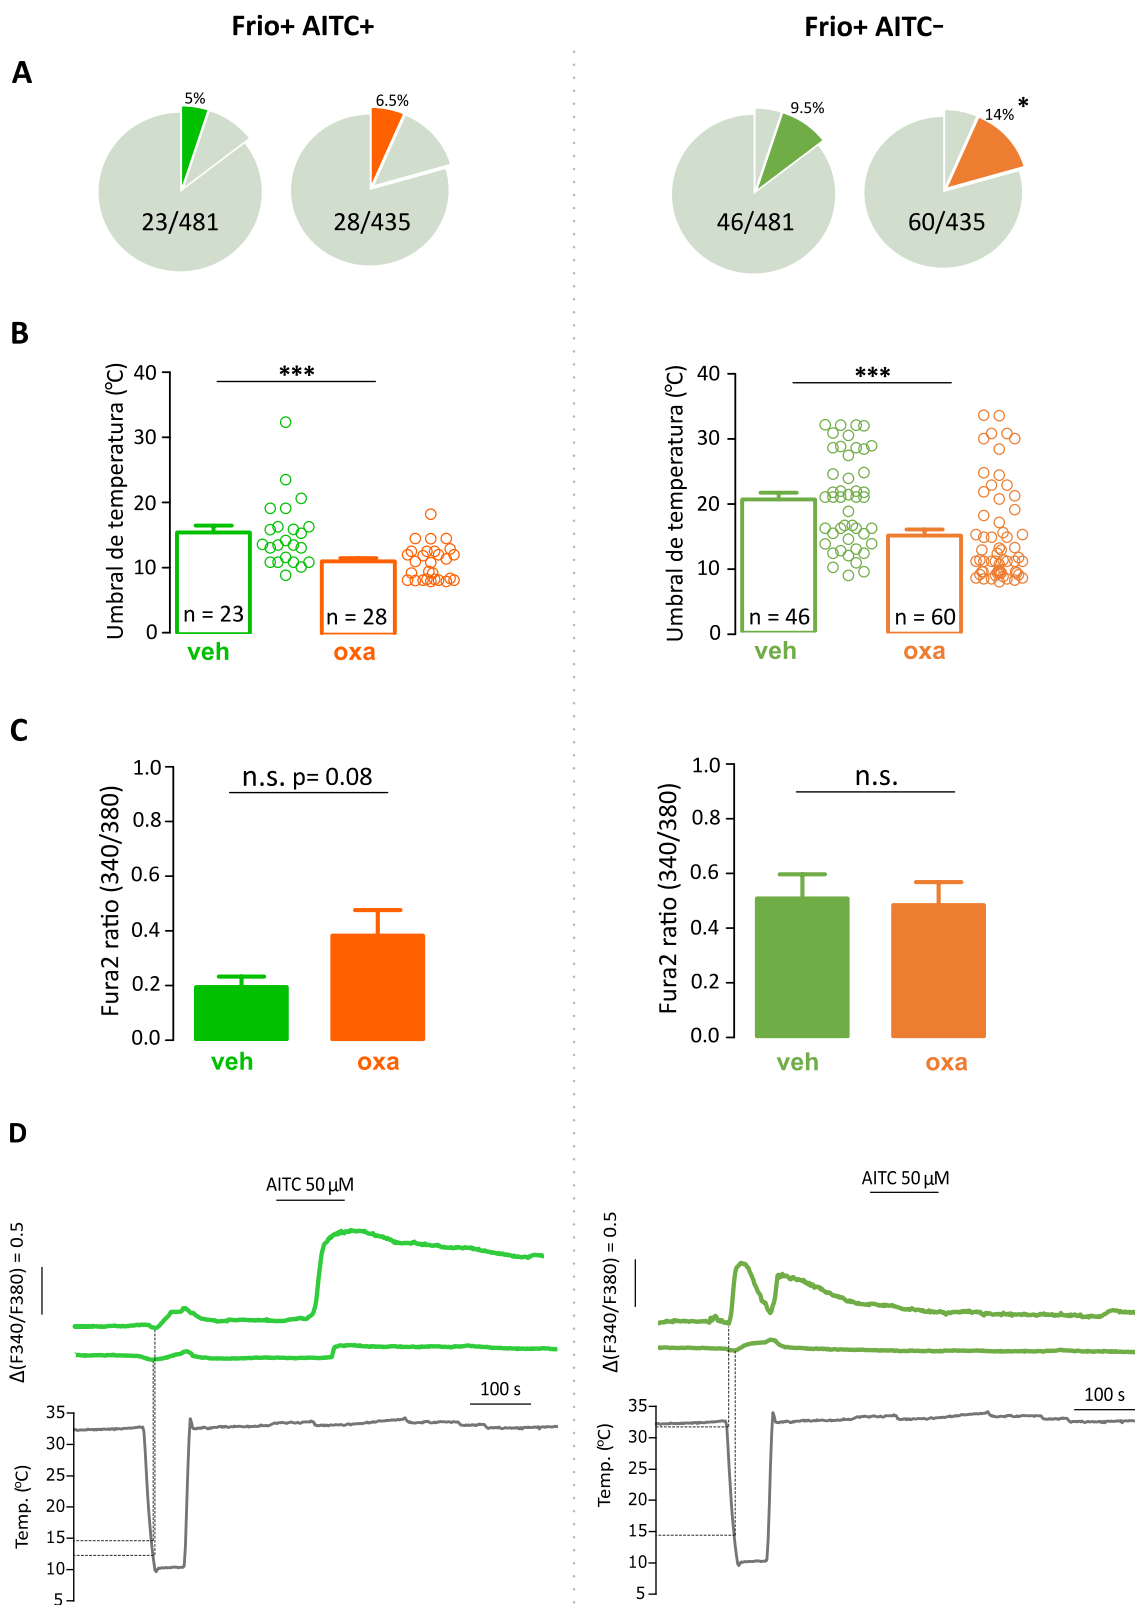 Frio+ AITC+
Frio+ AITC−
A
5%
6.5%
9.5%
14% *
23/481
28/435
46/481
60/435
B
Umbral de temperatura (ºC)
40
30
20
10
0
***
n = 23
n = 28
veh
oxa
Umbral de temperatura (ºC)
40
30
20
10
0
***
n = 46
n = 60
veh
oxa
C
Fura2 ratio (340/380)
1.0
0.8
0.6
0.4
0.2
0.0
n.s. p= 0.08
veh
oxa
Fura2 ratio (340/380)
1.0
0.8
0.6
0.4
0.2
0.0
n.s.
veh
oxa
D
AITC 50 µM
Δ(F340/F380) = 0.5
100 s
Temp. (ºC)
35
30
25
20
15
10
5
AITC 50 µM
Δ(F340/F380) = 0.5
100 s
Temp. (ºC)
35
30
25
20
15
10
5